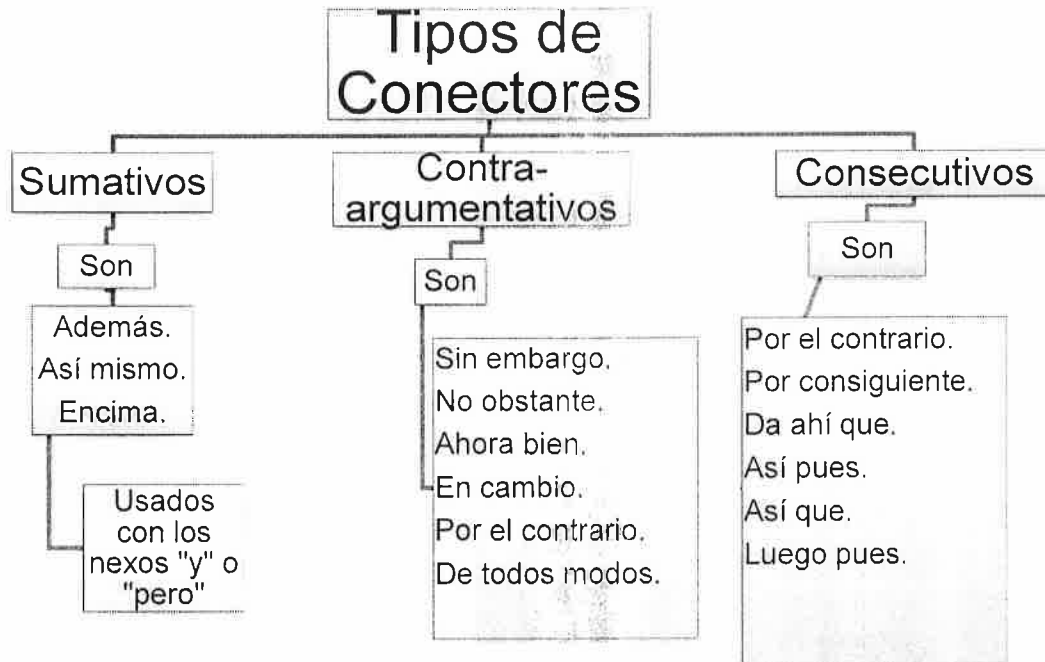 Tipos de
Conectores
Sumativos
Son
Además.
Así mismo.
Encima.
Usados
con los
nexos "y" o
"pero"
Contra-
argumentativos
Son
Sin embargo.
No obstante.
Ahora bien.
En cambio.
Por el contrario.
De todos modos.
Consecutivos
Son
Por el contrario.
Por consiguiente.
Da ahí que.
Así pues.
Así que.
Luego pues.